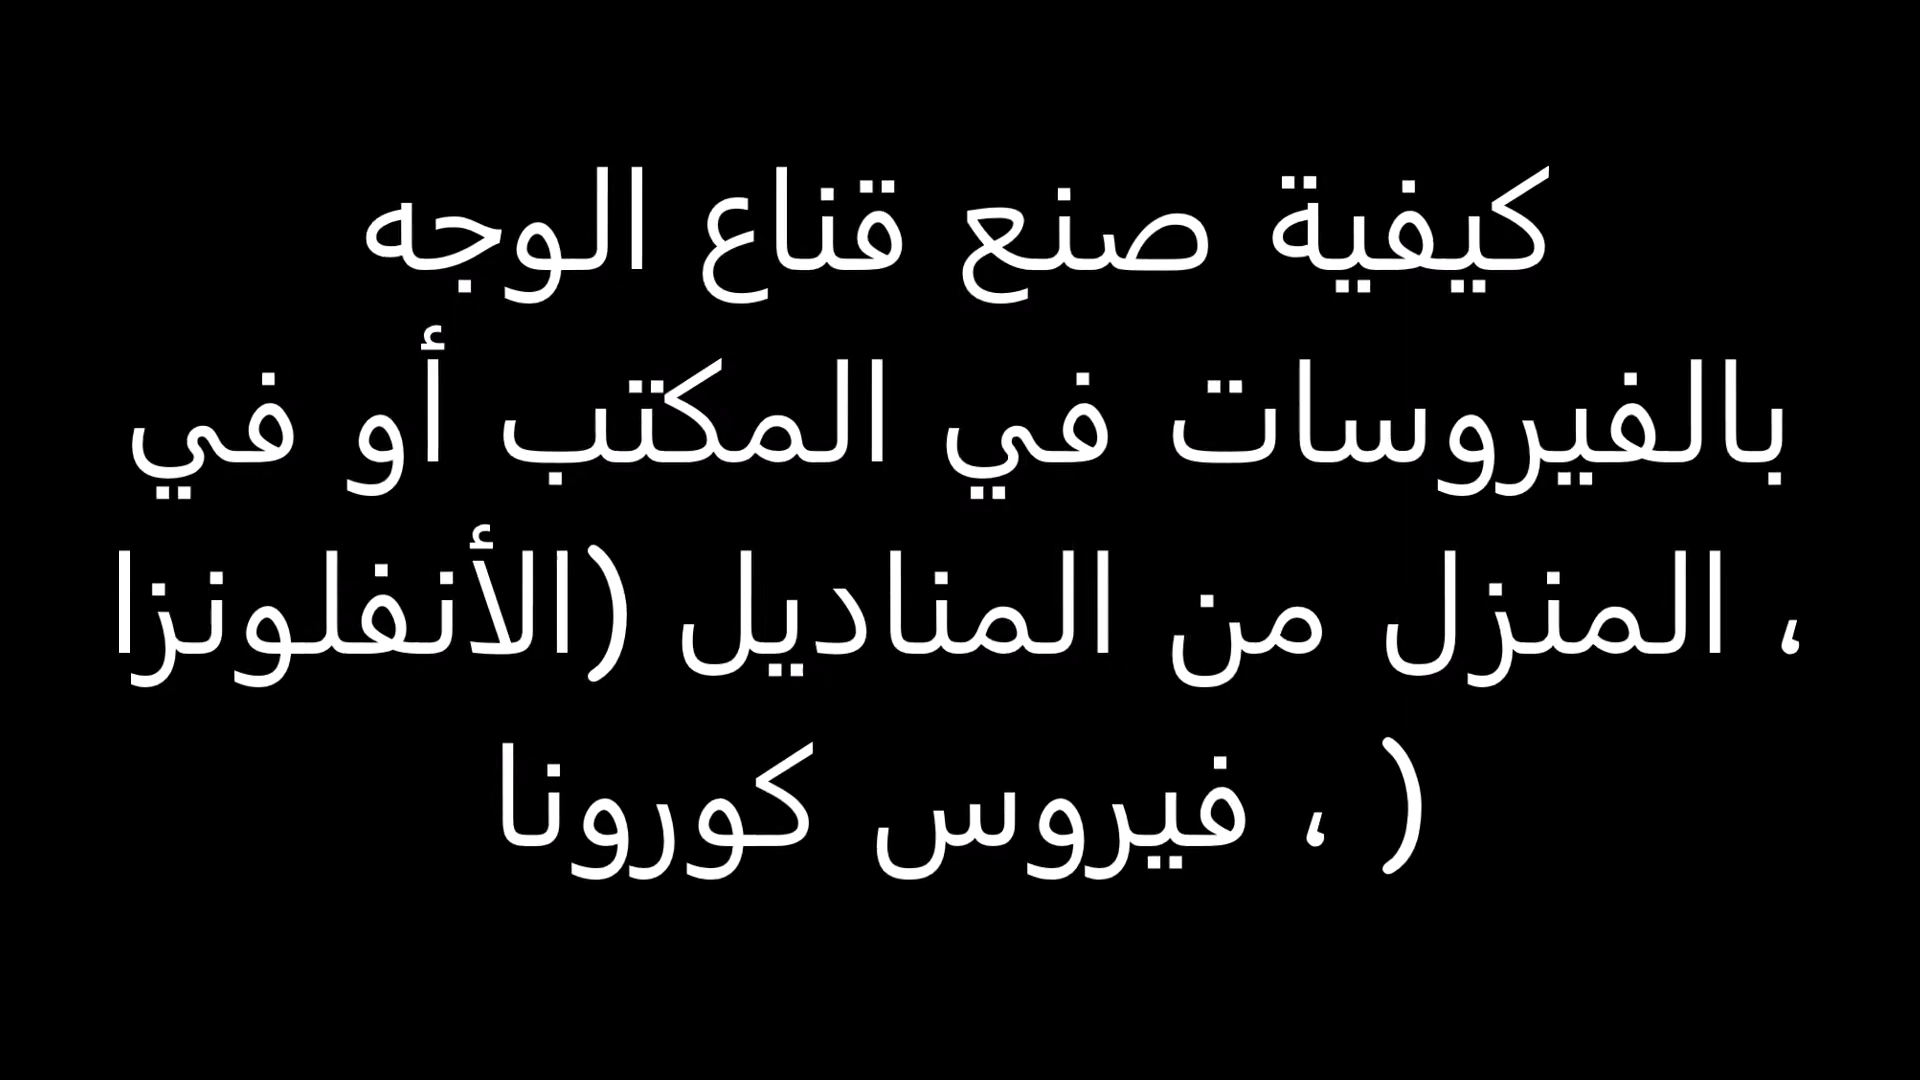 كيفية صنع قناع الوجه
بالفيروسات في المكتب أو في
، المنزل من المناديل (الأنفلونزا
( ، فيروس كورونا